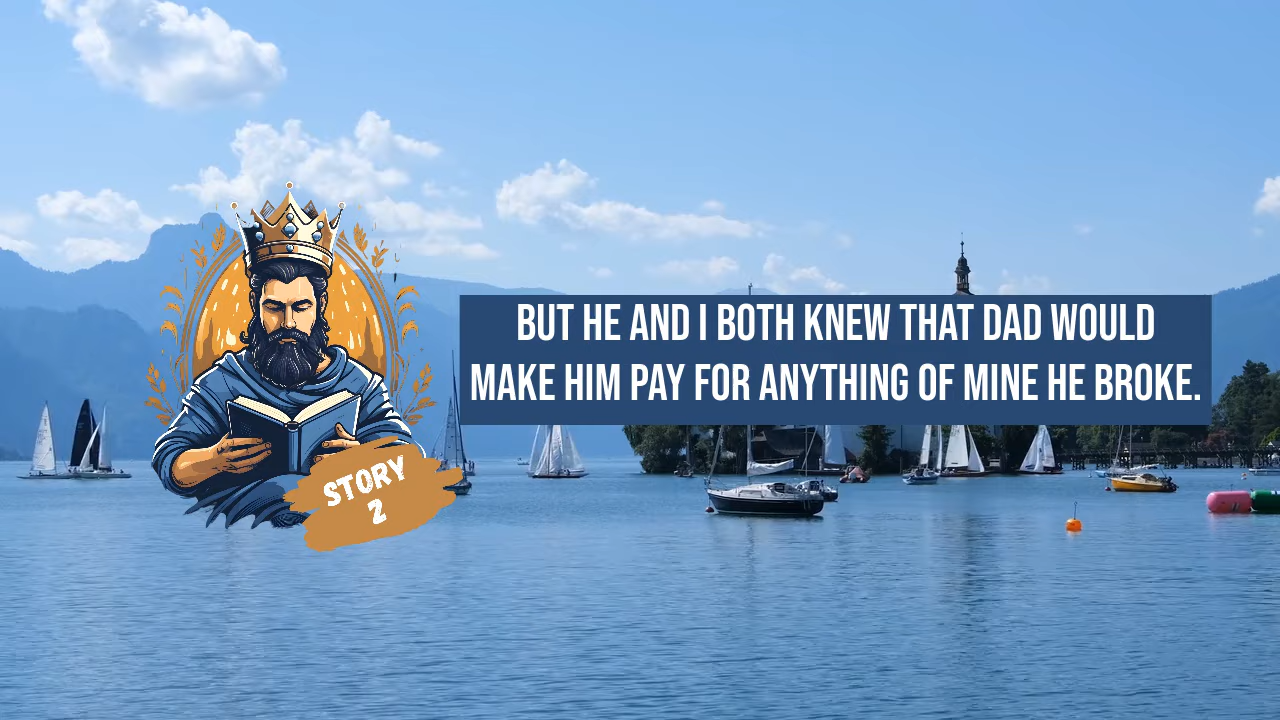 BUT HE AND I BOTH KNEW THAT DAD WOULD
MAKE HIM PAY FOR ANYTHING OF MINE HE BROKE.
STORY
2